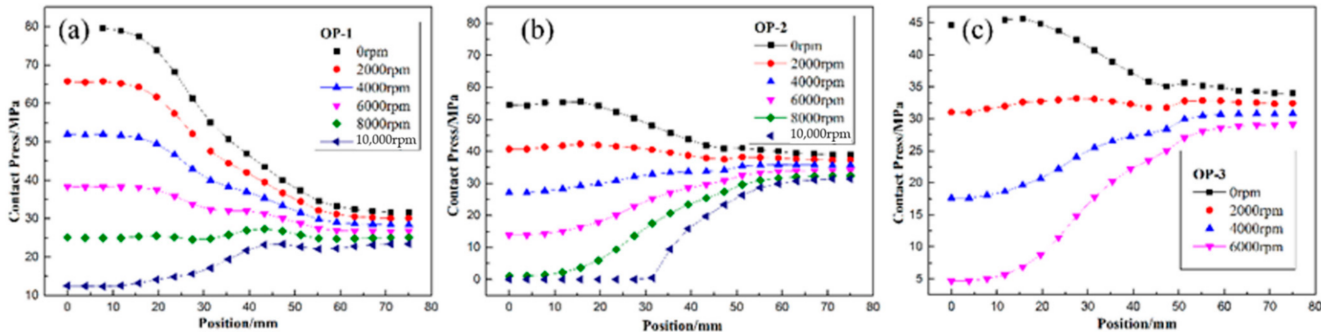 (a)
OP-1
0rpm
2000rpm
4000rpm
6000rpm
8000rpm
10,000rpm
Contact Press/MPa
80
70
60
50
40
30
20
10
0 10 20 30 40 50 60 70 80
Position/mm
(b)
OP-2
0rpm
2000rpm
4000rpm
6000rpm
8000rpm
10,000rpm
Contact Press/MPa
80
70
60
50
40
30
20
10
0
0 10 20 30 40 50 60 70 80
Position/mm
(c)
OP-3
0rpm
2000rpm
4000rpm
6000rpm
Contact Press/MPa
45
40
35
30
25
20
15
10
5
0 10 20 30 40 50 60 70 80
Position/mm